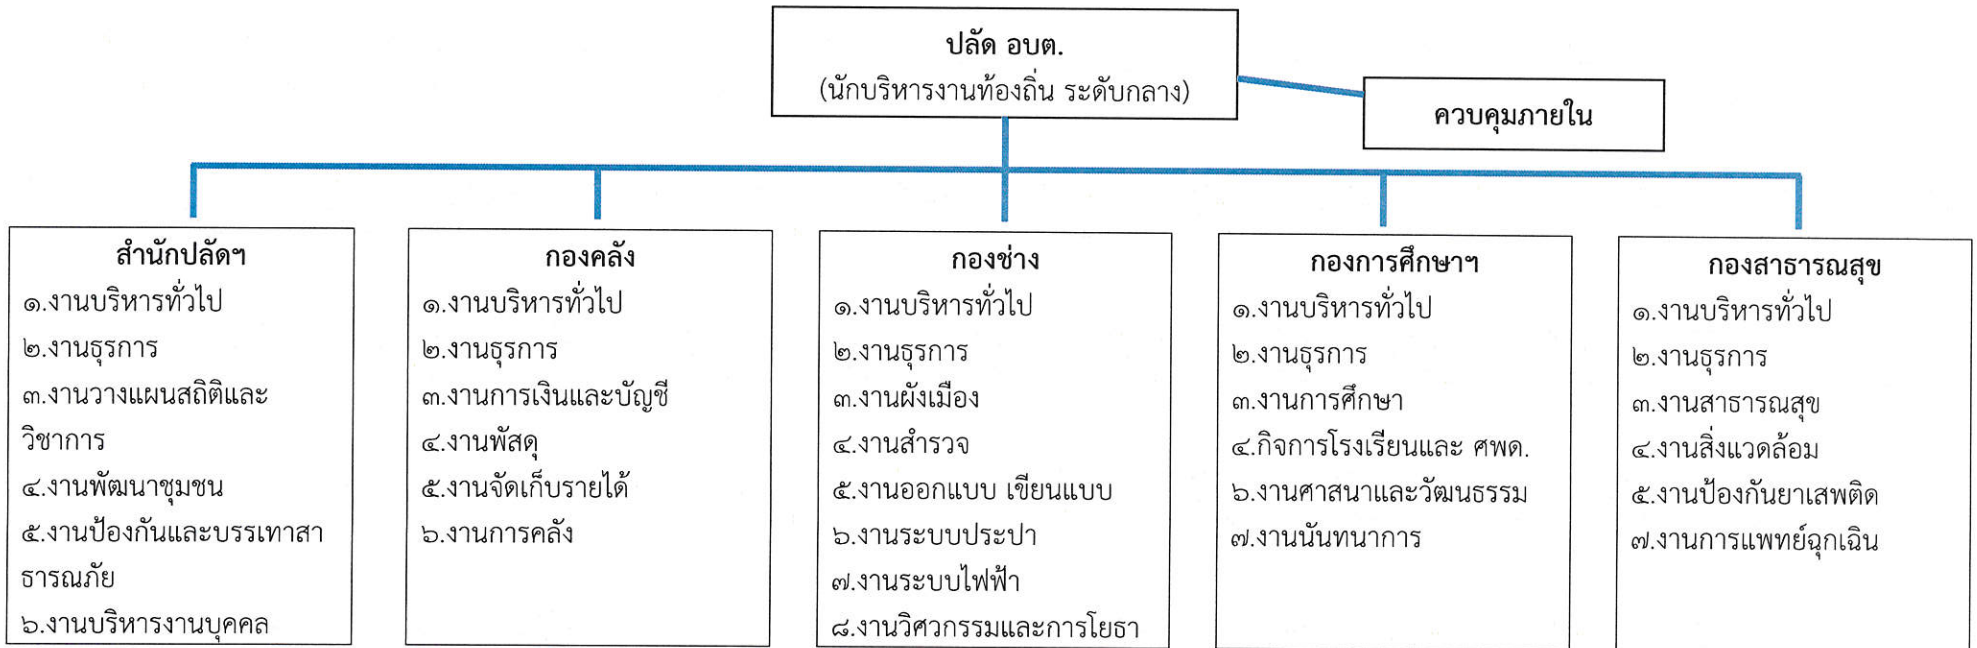 ปลัด อบต.
(นักบริหารงานท้องถิ่น ระดับกลาง)
ควบคุมภายใน
สำนักปลัดฯ
๑.งานบริหารทั่วไป
๒.งานธุรการ
๓.งานวางแผนสถิติและ
วิชาการ
๔.งานพัฒนาชุมชน
๕.งานป้องกันและบรรเทาสา
ธารณภัย
๖.งานบริหารงานบุคคล
กองคลัง
๑.งานบริหารทั่วไป
๒.งานธุรการ
๓.งานการเงินและบัญชี
๔.งานพัสดุ
๕.งานจัดเก็บรายได้
๖.งานการคลัง
กองช่าง
๑.งานบริหารทั่วไป
๒.งานธุรการ
๓.งานผังเมือง
๔.งานสำรวจ
๕.งานออกแบบ เขียนแบบ
๖.งานระบบประปา
๗.งานระบบไฟฟ้า
๘.งานวิศวกรรมและการโยธา
กองการศึกษาฯ
๑.งานบริหารทั่วไป
๒.งานธุรการ
๓.งานการศึกษา
๔.กิจการโรงเรียนและ ศพด.
๖.งานศาสนาและวัฒนธรรม
๗.งานนันทนาการ
กองสาธารณสุข
๑.งานบริหารทั่วไป
๒.งานธุรการ
๓.งานสาธารณสุข
๔.งานสิ่งแวดล้อม
๕.งานป้องกันยาเสพติด
๗.งานการแพทย์ฉุกเฉิน